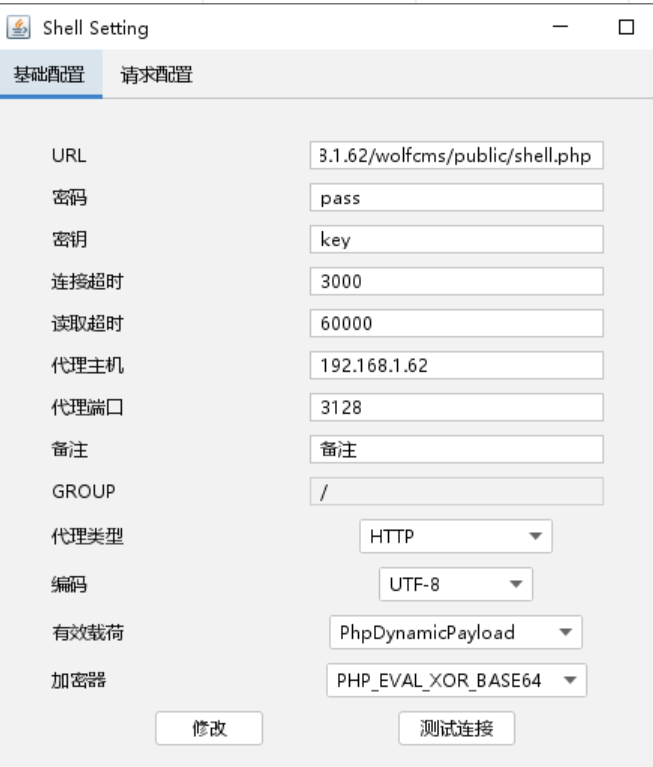 Shell Setting
基础配置 请求配置
URL 3.1.62/wolfcms/public/shell.php
密码 pass
密钥 key
连接超时 3000
读取超时 60000
代理主机 192.168.1.62
代理端口 3128
备注 备注
GROUP /
代理类型 HTTP
编码 UTF-8
有效载荷 PhpDynamicPayload
加密器 PHP_EVAL_XOR_BASE64
修改 测试连接